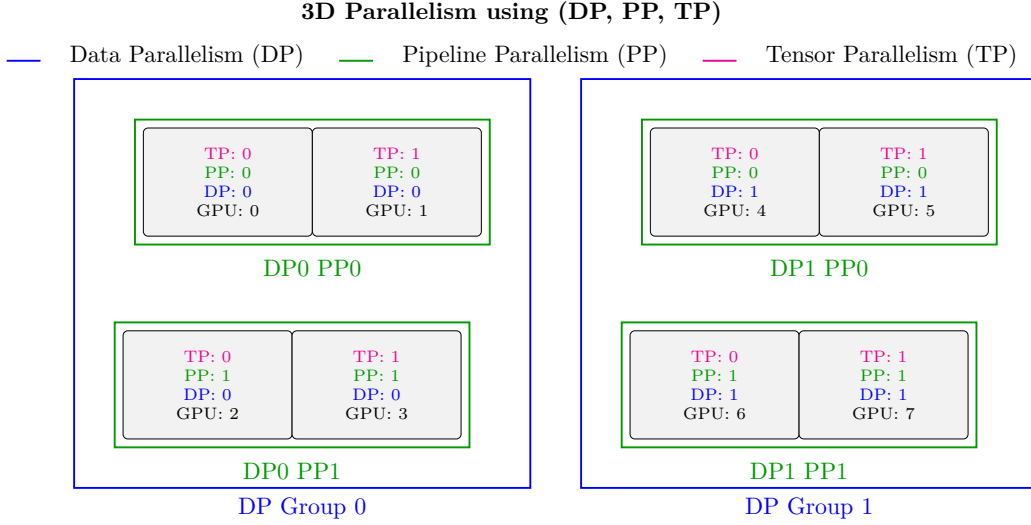 3D Parallelism using (DP, PP, TP)
Data Parallelism (DP) Pipeline Parallelism (PP) Tensor Parallelism (TP)
TP: 0
PP: 0
DP: 0
GPU: 0
TP: 1
PP: 0
DP: 0
GPU: 1
DP0 PP0
TP: 0
PP: 1
DP: 0
GPU: 2
TP: 1
PP: 1
DP: 0
GPU: 3
DP0 PP1
DP Group 0
TP: 0
PP: 0
DP: 1
GPU: 4
TP: 1
PP: 0
DP: 1
GPU: 5
DP1 PP0
TP: 0
PP: 1
DP: 1
GPU: 6
TP: 1
PP: 1
DP: 1
GPU: 7
DP1 PP1
DP Group 1